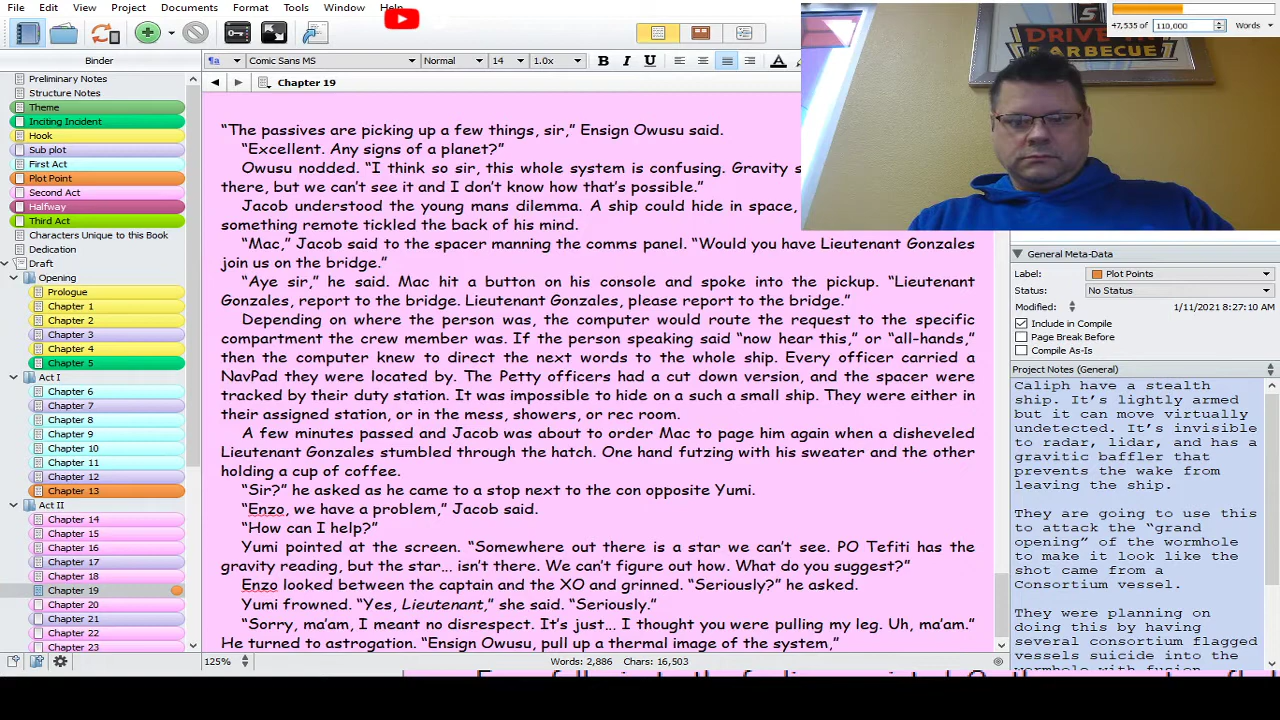 File Edit View Project Documents Format Tools Window Help
47,535 of 110,000 Words
Binder
Comic Sans MS Normal 14 1.0x B I U A
Chapter 19
Preliminary Notes
Structure Notes
Theme
Inciting Incident
Hook
Sub plot
First Act
Plot Point
Second Act
Halfway
Third Act
Characters Unique to this Book
Dedication
Draft
Opening
Prologue
Chapter 1
Chapter 2
Chapter 3
Chapter 4
Chapter 5
Act I
Chapter 6
Chapter 7
Chapter 8
Chapter 9
Chapter 10
Chapter 11
Chapter 12
Chapter 13
Act II
Chapter 14
Chapter 15
Chapter 16
Chapter 17
Chapter 18
Chapter 19
Chapter 20
Chapter 21
Chapter 22
Chapter 23
“The passives are picking up a few things, sir,” Ensign Owusu said.
“Excellent. Any signs of a planet?”
Owusu nodded. “I think so sir, this whole system is confusing. Gravity s
there, but we can’t see it and I don’t know how that’s possible.”
Jacob understood the young mans dilemma. A ship could hide in space,
something remote tickled the back of his mind.
“Mac,” Jacob said to the spacer manning the comms panel. “Would you have Lieutenant Gonzales
join us on the bridge.”
“Aye sir,” he said. Mac hit a button on his console and spoke into the pickup. “Lieutenant
Gonzales, report to the bridge. Lieutenant Gonzales, please report to the bridge.”
Depending on where the person was, the computer would route the request to the specific
compartment the crew member was. If the person speaking said “now hear this,” or “all-hands,”
then the computer knew to direct the next words to the whole ship. Every officer carried a
NavPad they were located by. The Petty officers had a cut down version, and the spacer were
tracked by their duty station. It was impossible to hide on a such a small ship. They were either in
their assigned station, or in the mess, showers, or rec room.
A few minutes passed and Jacob was about to order Mac to page him again when a disheveled
Lieutenant Gonzales stumbled through the hatch. One hand futzing with his sweater and the other
holding a cup of coffee.
“Sir?” he asked as he came to a stop next to the con opposite Yumi.
“Enzo, we have a problem,” Jacob said.
“How can I help?”
Yumi pointed at the screen. “Somewhere out there is a star we can’t see. PO Tefiti has the
gravity reading, but the star... isn’t there. We can’t figure out how. What do you suggest?”
Enzo looked between the captain and the XO and grinned. “Seriously?” he asked.
Yumi frowned. “Yes, Lieutenant,” she said. “Seriously.”
“Sorry, ma’am, I meant no disrespect. It’s just... I thought you were pulling my leg. Uh, ma’am.”
He turned to astrogation. “Ensign Owusu, pull up a thermal image of the system,”
125% Words: 2,886 Chars: 16,503
5
DRIVE IN
BARBECUE
General Meta-Data
Label: Plot Points
Status: No Status
Modified: 1/11/2021 8:27:10 AM
Include in Compile
Page Break Before
Compile As-Is
Project Notes (General)
Caliph have a stealth
ship. It’s lightly armed
but it can move virtually
undetected. It’s invisible
to radar, lidar, and has a
gravitic baffler that
prevents the wake from
leaving the ship.
They are going to use this
to attack the “grand
opening” of the wormhole
to make it look like the
shot came from a
Consortium vessel.
They were planning on
doing this by having
several consortium flagged
vessels suicide into the
wormhole with fusion